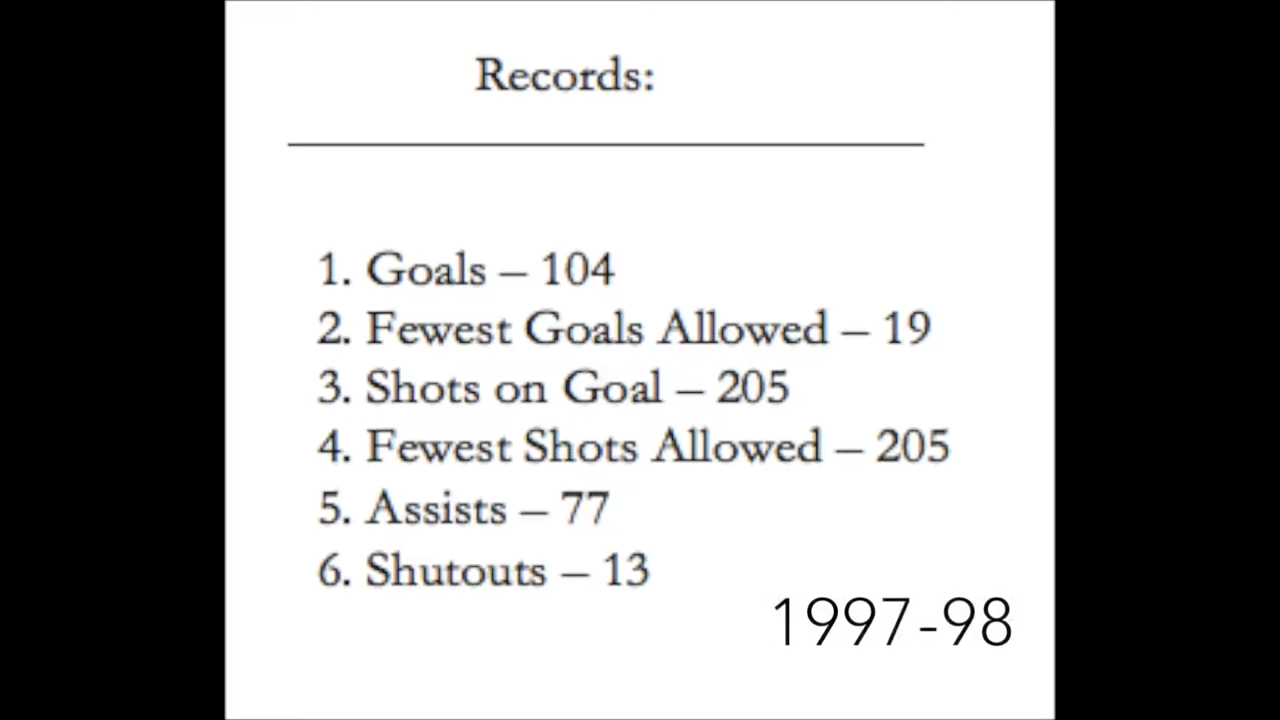 Records:
1. Goals – 104
2. Fewest Goals Allowed – 19
3. Shots on Goal – 205
4. Fewest Shots Allowed – 205
5. Assists – 77
6. Shutouts – 13
1997-98